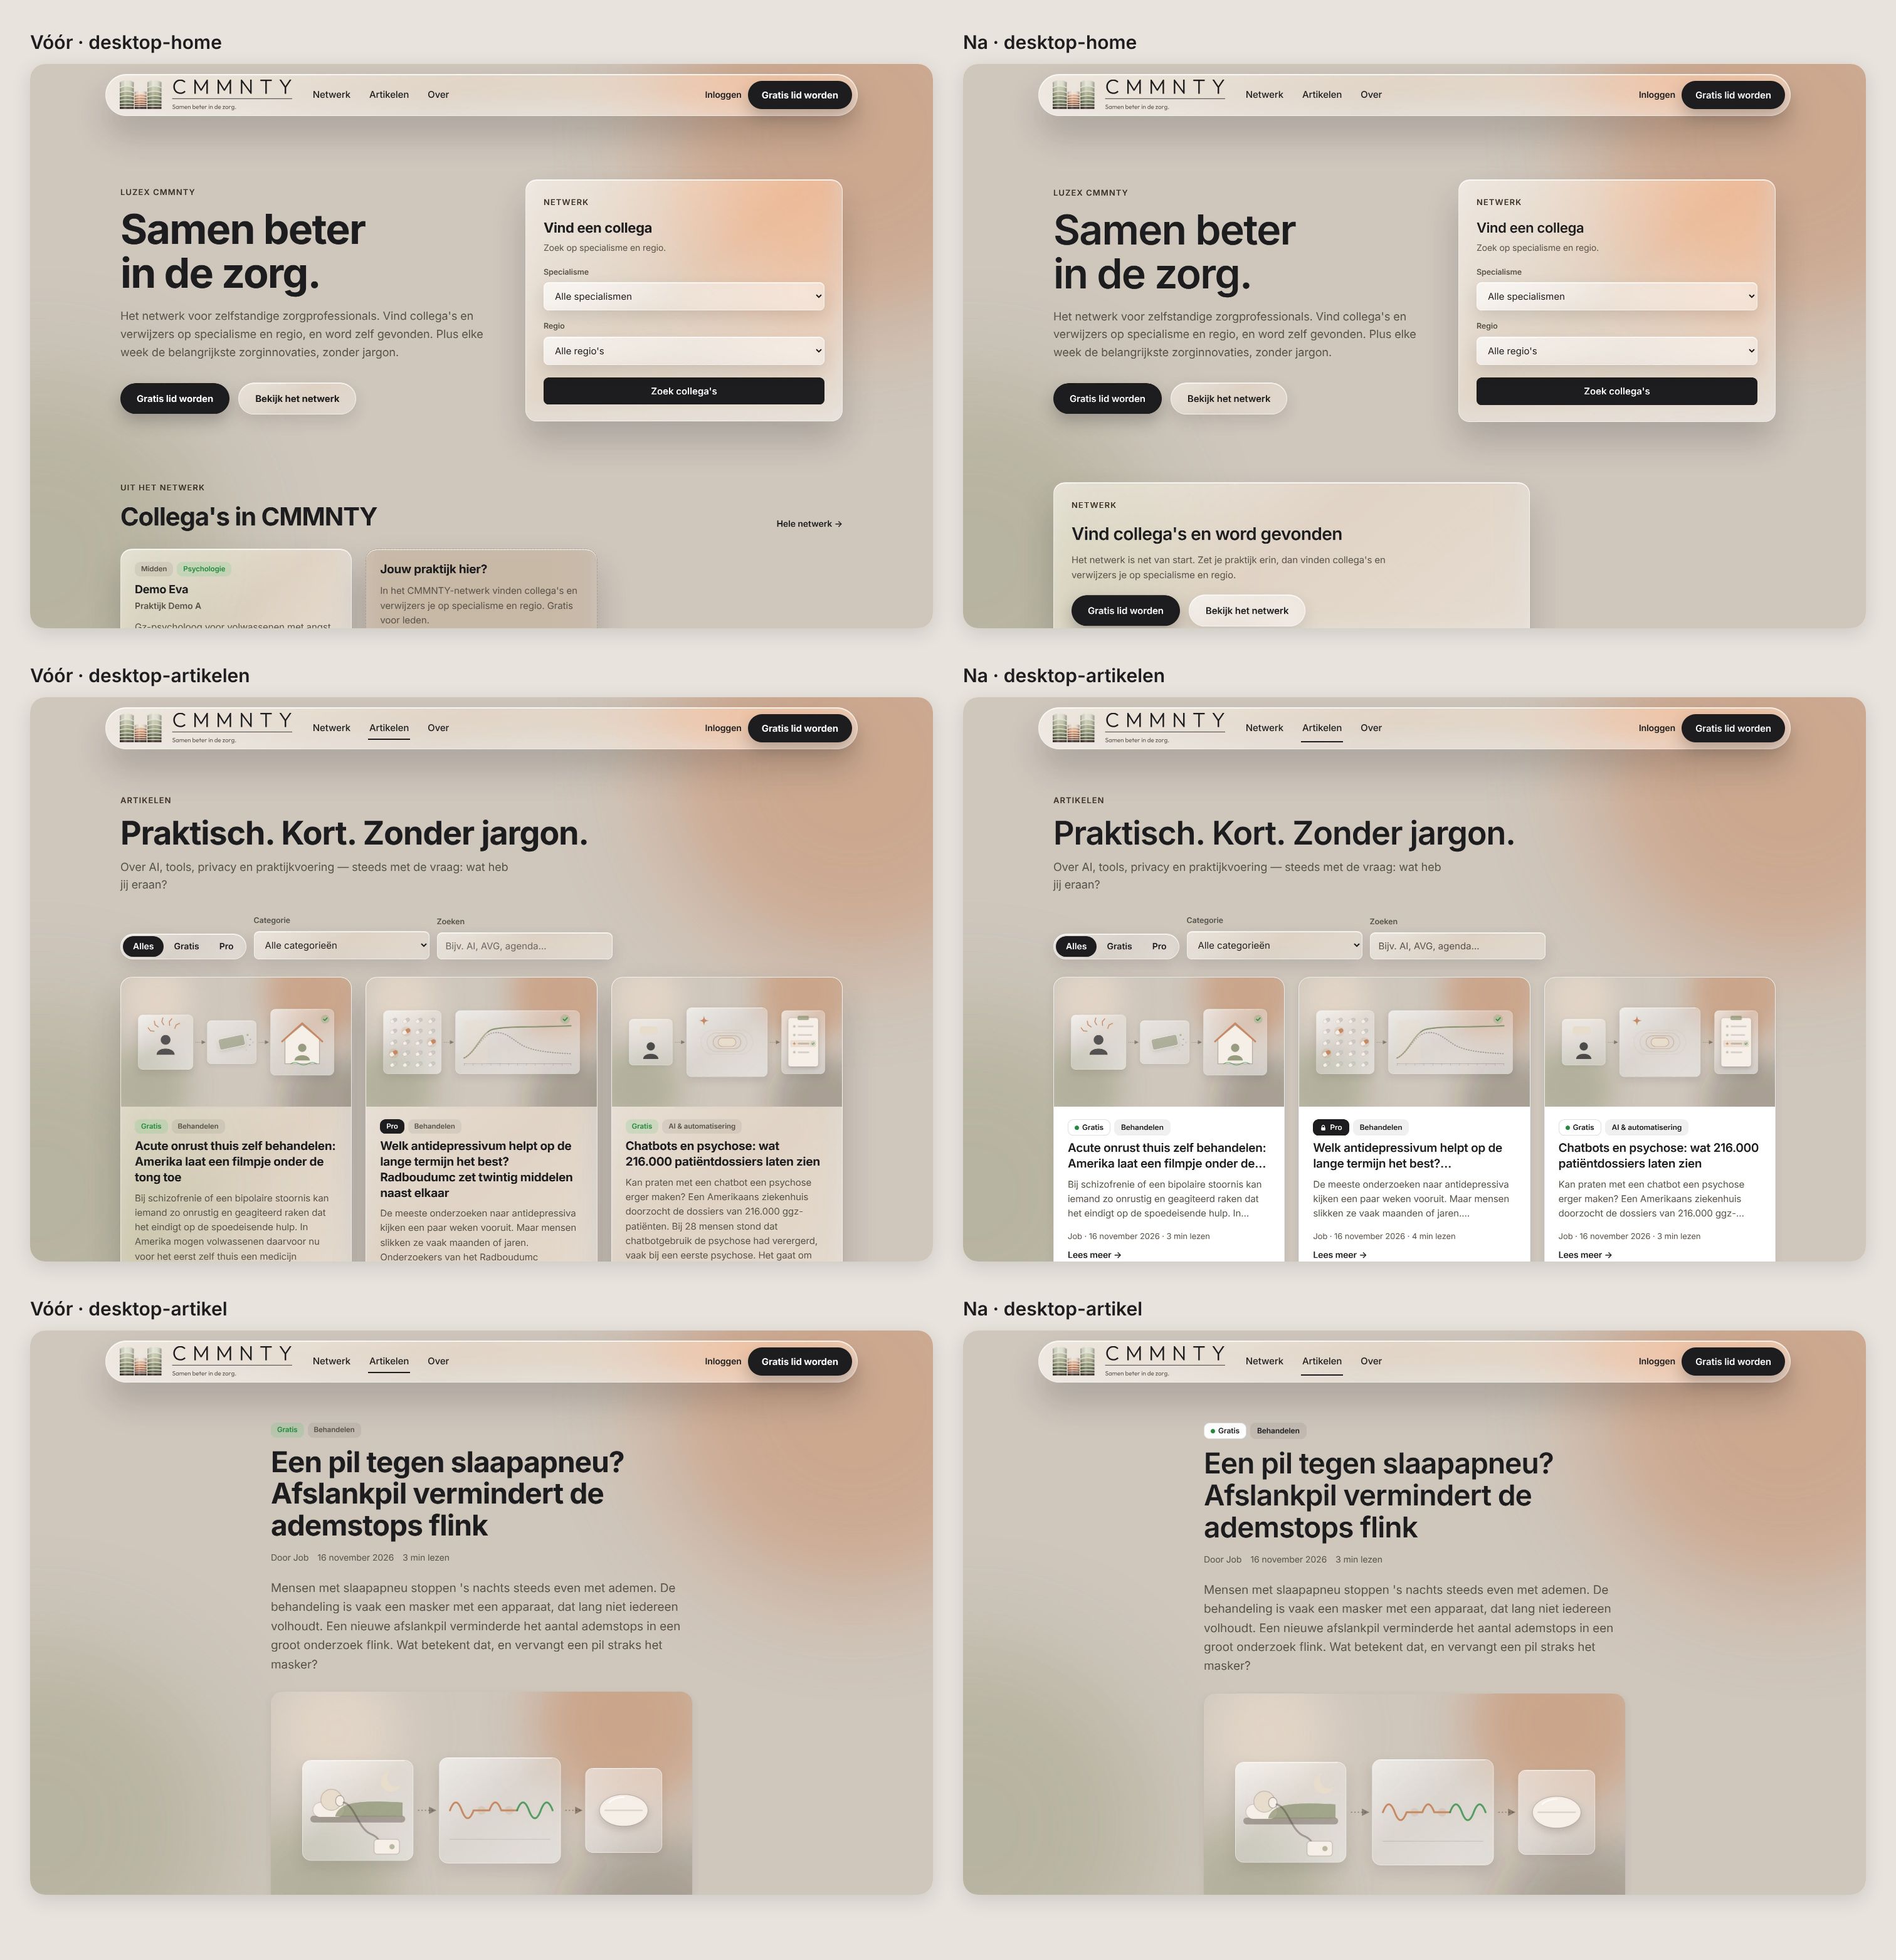 Vóór · desktop-home
CMMNTY
Samen beter in de zorg.
Netwerk Artikelen Over
Inloggen Gratis lid worden
LUZEX CMMNTY
Samen beter
in de zorg.
Het netwerk voor zelfstandige zorgprofessionals. Vind collega's en
verwijzers op specialisme en regio, en word zelf gevonden. Plus elke
week de belangrijkste zorginnovaties, zonder jargon.
Gratis lid worden Bekijk het netwerk
NETWERK
Vind een collega
Zoek op specialisme en regio.
Specialisme
Alle specialismen
Regio
Alle regio's
Zoek collega's
UIT HET NETWERK
Collega's in CMMNTY
Hele netwerk →
Midden Psychologie
Demo Eva
Praktijk Demo A
Gz-psycholoog voor volwassenen met angst
Jouw praktijk hier?
In het CMMNTY-netwerk vinden collega's en
verwijzers je op specialisme en regio. Gratis
voor leden.
Na · desktop-home
CMMNTY
Samen beter in de zorg.
Netwerk Artikelen Over
Inloggen Gratis lid worden
LUZEX CMMNTY
Samen beter
in de zorg.
Het netwerk voor zelfstandige zorgprofessionals. Vind collega's en
verwijzers op specialisme en regio, en word zelf gevonden. Plus elke
week de belangrijkste zorginnovaties, zonder jargon.
Gratis lid worden Bekijk het netwerk
NETWERK
Vind een collega
Zoek op specialisme en regio.
Specialisme
Alle specialismen
Regio
Alle regio's
Zoek collega's
NETWERK
Vind collega's en word gevonden
Het netwerk is net van start. Zet je praktijk erin, dan vinden collega's en
verwijzers je op specialisme en regio.
Gratis lid worden Bekijk het netwerk
Vóór · desktop-artikelen
CMMNTY
Samen beter in de zorg.
Netwerk Artikelen Over
Inloggen Gratis lid worden
ARTIKELEN
Praktisch. Kort. Zonder jargon.
Over AI, tools, privacy en praktijkvoering — steeds met de vraag: wat heb
jij eraan?
Alles Gratis Pro
Categorie
Alle categorieën
Zoeken
Bijv. AI, AVG, agenda...
Gratis Behandelen
Acute onrust thuis zelf behandelen:
Amerika laat een filmpje onder de
tong toe
Bij schizofrenie of een bipolaire stoornis kan
iemand zo onrustig en geagiteerd raken dat
het eindigt op de spoedeisende hulp. In
Amerika mogen volwassenen daarvoor nu
voor het eerst zelf thuis een medicijn
Pro Behandelen
Welk antidepressivum helpt op de
lange termijn het best?
Radboudumc zet twintig middelen
naast elkaar
De meeste onderzoeken naar antidepressiva
kijken een paar weken vooruit. Maar mensen
slikken ze vaak maanden of jaren.
Onderzoekers van het Radboudumc
Gratis AI & automatisering
Chatbots en psychose: wat
216.000 patiëntdossiers laten zien
Kan praten met een chatbot een psychose
erger maken? Een Amerikaans ziekenhuis
doorzocht de dossiers van 216.000 ggz-
patiënten. Bij 28 mensen stond dat
chatbotgebruik de psychose had verergerd,
vaak bij een eerste psychose. Het gaat om
Na · desktop-artikelen
CMMNTY
Samen beter in de zorg.
Netwerk Artikelen Over
Inloggen Gratis lid worden
ARTIKELEN
Praktisch. Kort. Zonder jargon.
Over AI, tools, privacy en praktijkvoering — steeds met de vraag: wat heb
jij eraan?
Alles Gratis Pro
Categorie
Alle categorieën
Zoeken
Bijv. AI, AVG, agenda...
Gratis Behandelen
Acute onrust thuis zelf behandelen:
Amerika laat een filmpje onder de...
Bij schizofrenie of een bipolaire stoornis kan
iemand zo onrustig en geagiteerd raken dat
het eindigt op de spoedeisende hulp. In...
Job · 16 november 2026 · 3 min lezen
Lees meer →
Pro Behandelen
Welk antidepressivum helpt op de
lange termijn het best?...
De meeste onderzoeken naar antidepressiva
kijken een paar weken vooruit. Maar mensen
slikken ze vaak maanden of jaren....
Job · 16 november 2026 · 4 min lezen
Lees meer →
Gratis AI & automatisering
Chatbots en psychose: wat 216.000
patiëntdossiers laten zien
Kan praten met een chatbot een psychose
erger maken? Een Amerikaans ziekenhuis
doorzocht de dossiers van 216.000 ggz-...
Job · 16 november 2026 · 3 min lezen
Lees meer →
Vóór · desktop-artikel
CMMNTY
Samen beter in de zorg.
Netwerk Artikelen Over
Inloggen Gratis lid worden
Gratis Behandelen
Een pil tegen slaapapneu?
Afslankpil vermindert de
ademstops flink
Door Job 16 november 2026 3 min lezen
Mensen met slaapapneu stoppen 's nachts steeds even met ademen. De
behandeling is vaak een masker met een apparaat, dat lang niet iedereen
volhoudt. Een nieuwe afslankpil verminderde het aantal ademstops in een
groot onderzoek flink. Wat betekent dat, en vervangt een pil straks het
masker?
Na · desktop-artikel
CMMNTY
Samen beter in de zorg.
Netwerk Artikelen Over
Inloggen Gratis lid worden
Gratis Behandelen
Een pil tegen slaapapneu?
Afslankpil vermindert de
ademstops flink
Door Job 16 november 2026 3 min lezen
Mensen met slaapapneu stoppen 's nachts steeds even met ademen. De
behandeling is vaak een masker met een apparaat, dat lang niet iedereen
volhoudt. Een nieuwe afslankpil verminderde het aantal ademstops in een
groot onderzoek flink. Wat betekent dat, en vervangt een pil straks het
masker?